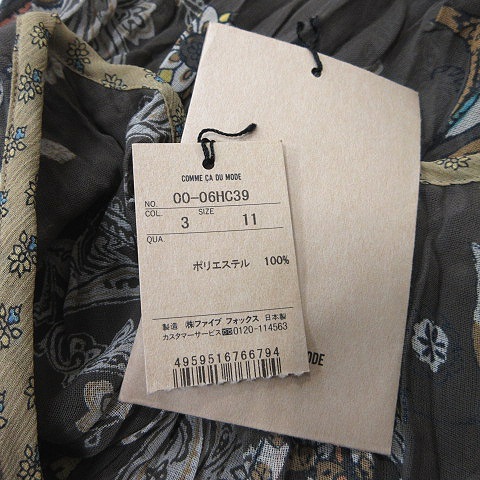 COMME ÇA DU MODE
NO. 00-06HC39
COL. SIZE
3 11
QUA.
ポリエステル 100%
製造 ㈱ファイブ フォックス 日本製
カスタマーサービス 0120-114563
4959516766794
MODE